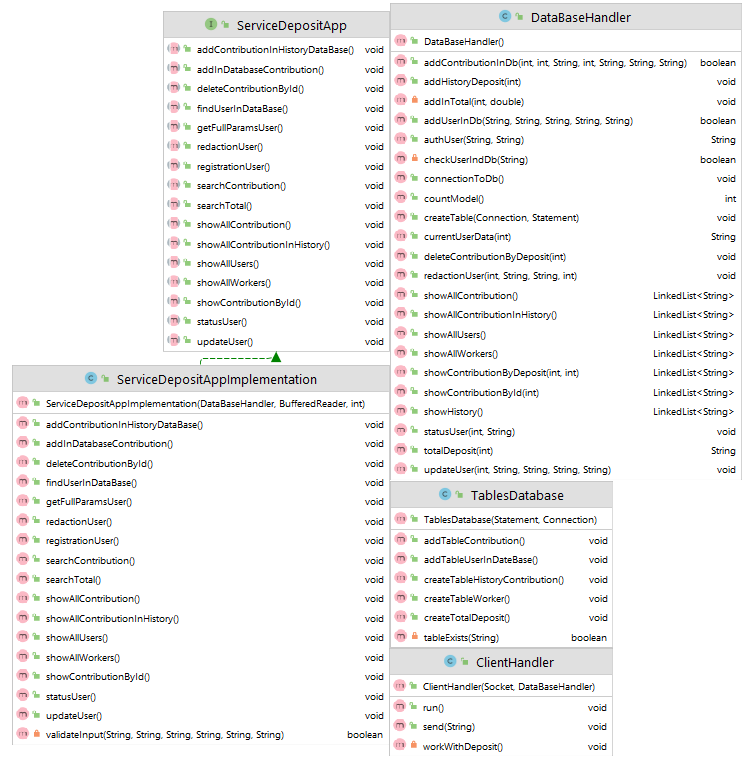 ServiceDepositApp
addContributionInHistoryDataBase() void
addInDatabaseContribution() void
deleteContributionById() void
findUserInDataBase() void
getFullParamsUser() void
redactionUser() void
registrationUser() void
searchContribution() void
searchTotal() void
showAllContribution() void
showAllContributionInHistory() void
showAllUsers() void
showAllWorkers() void
showContributionById() void
statusUser() void
updateUser() void
DataBaseHandler
DataBaseHandler()
addContributionInDb(int, int, String, int, String, String, String) boolean
addHistoryDeposit(int) void
addInTotal(int, double) void
addUserInDb(String, String, String, String, String) boolean
authUser(String, String) String
checkUserIndDb(String) boolean
connectionToDb() void
countModel() int
createTable(Connection, Statement) void
currentUserData(int) String
deleteContributionByDeposit(int) void
redactionUser(int, String, String, int) void
showAllContribution() LinkedList<String>
showAllContributionInHistory() LinkedList<String>
showAllUsers() LinkedList<String>
showAllWorkers() LinkedList<String>
showContributionByDeposit(int, int) LinkedList<String>
showContributionById(int) LinkedList<String>
showHistory() LinkedList<String>
statusUser(int, String) void
totalDeposit(int) String
updateUser(int, String, String, String, String) void
ServiceDepositAppImplementation
ServiceDepositAppImplementation(DataBaseHandler, BufferedReader, int)
addContributionInHistoryDataBase() void
addInDatabaseContribution() void
deleteContributionById() void
findUserInDataBase() void
getFullParamsUser() void
redactionUser() void
registrationUser() void
searchContribution() void
searchTotal() void
showAllContribution() void
showAllContributionInHistory() void
showAllUsers() void
showAllWorkers() void
showContributionById() void
statusUser() void
updateUser() void
validateInput(String, String, String, String, String, String) boolean
TablesDatabase
TablesDatabase(Statement, Connection)
addTableContribution() void
addTableUserInDateBase() void
createTableHistoryContribution() void
createTableWorker() void
createTotalDeposit() void
tableExists(String) boolean
ClientHandler
ClientHandler(Socket, DataBaseHandler)
run() void
send(String) void
workWithDeposit() void